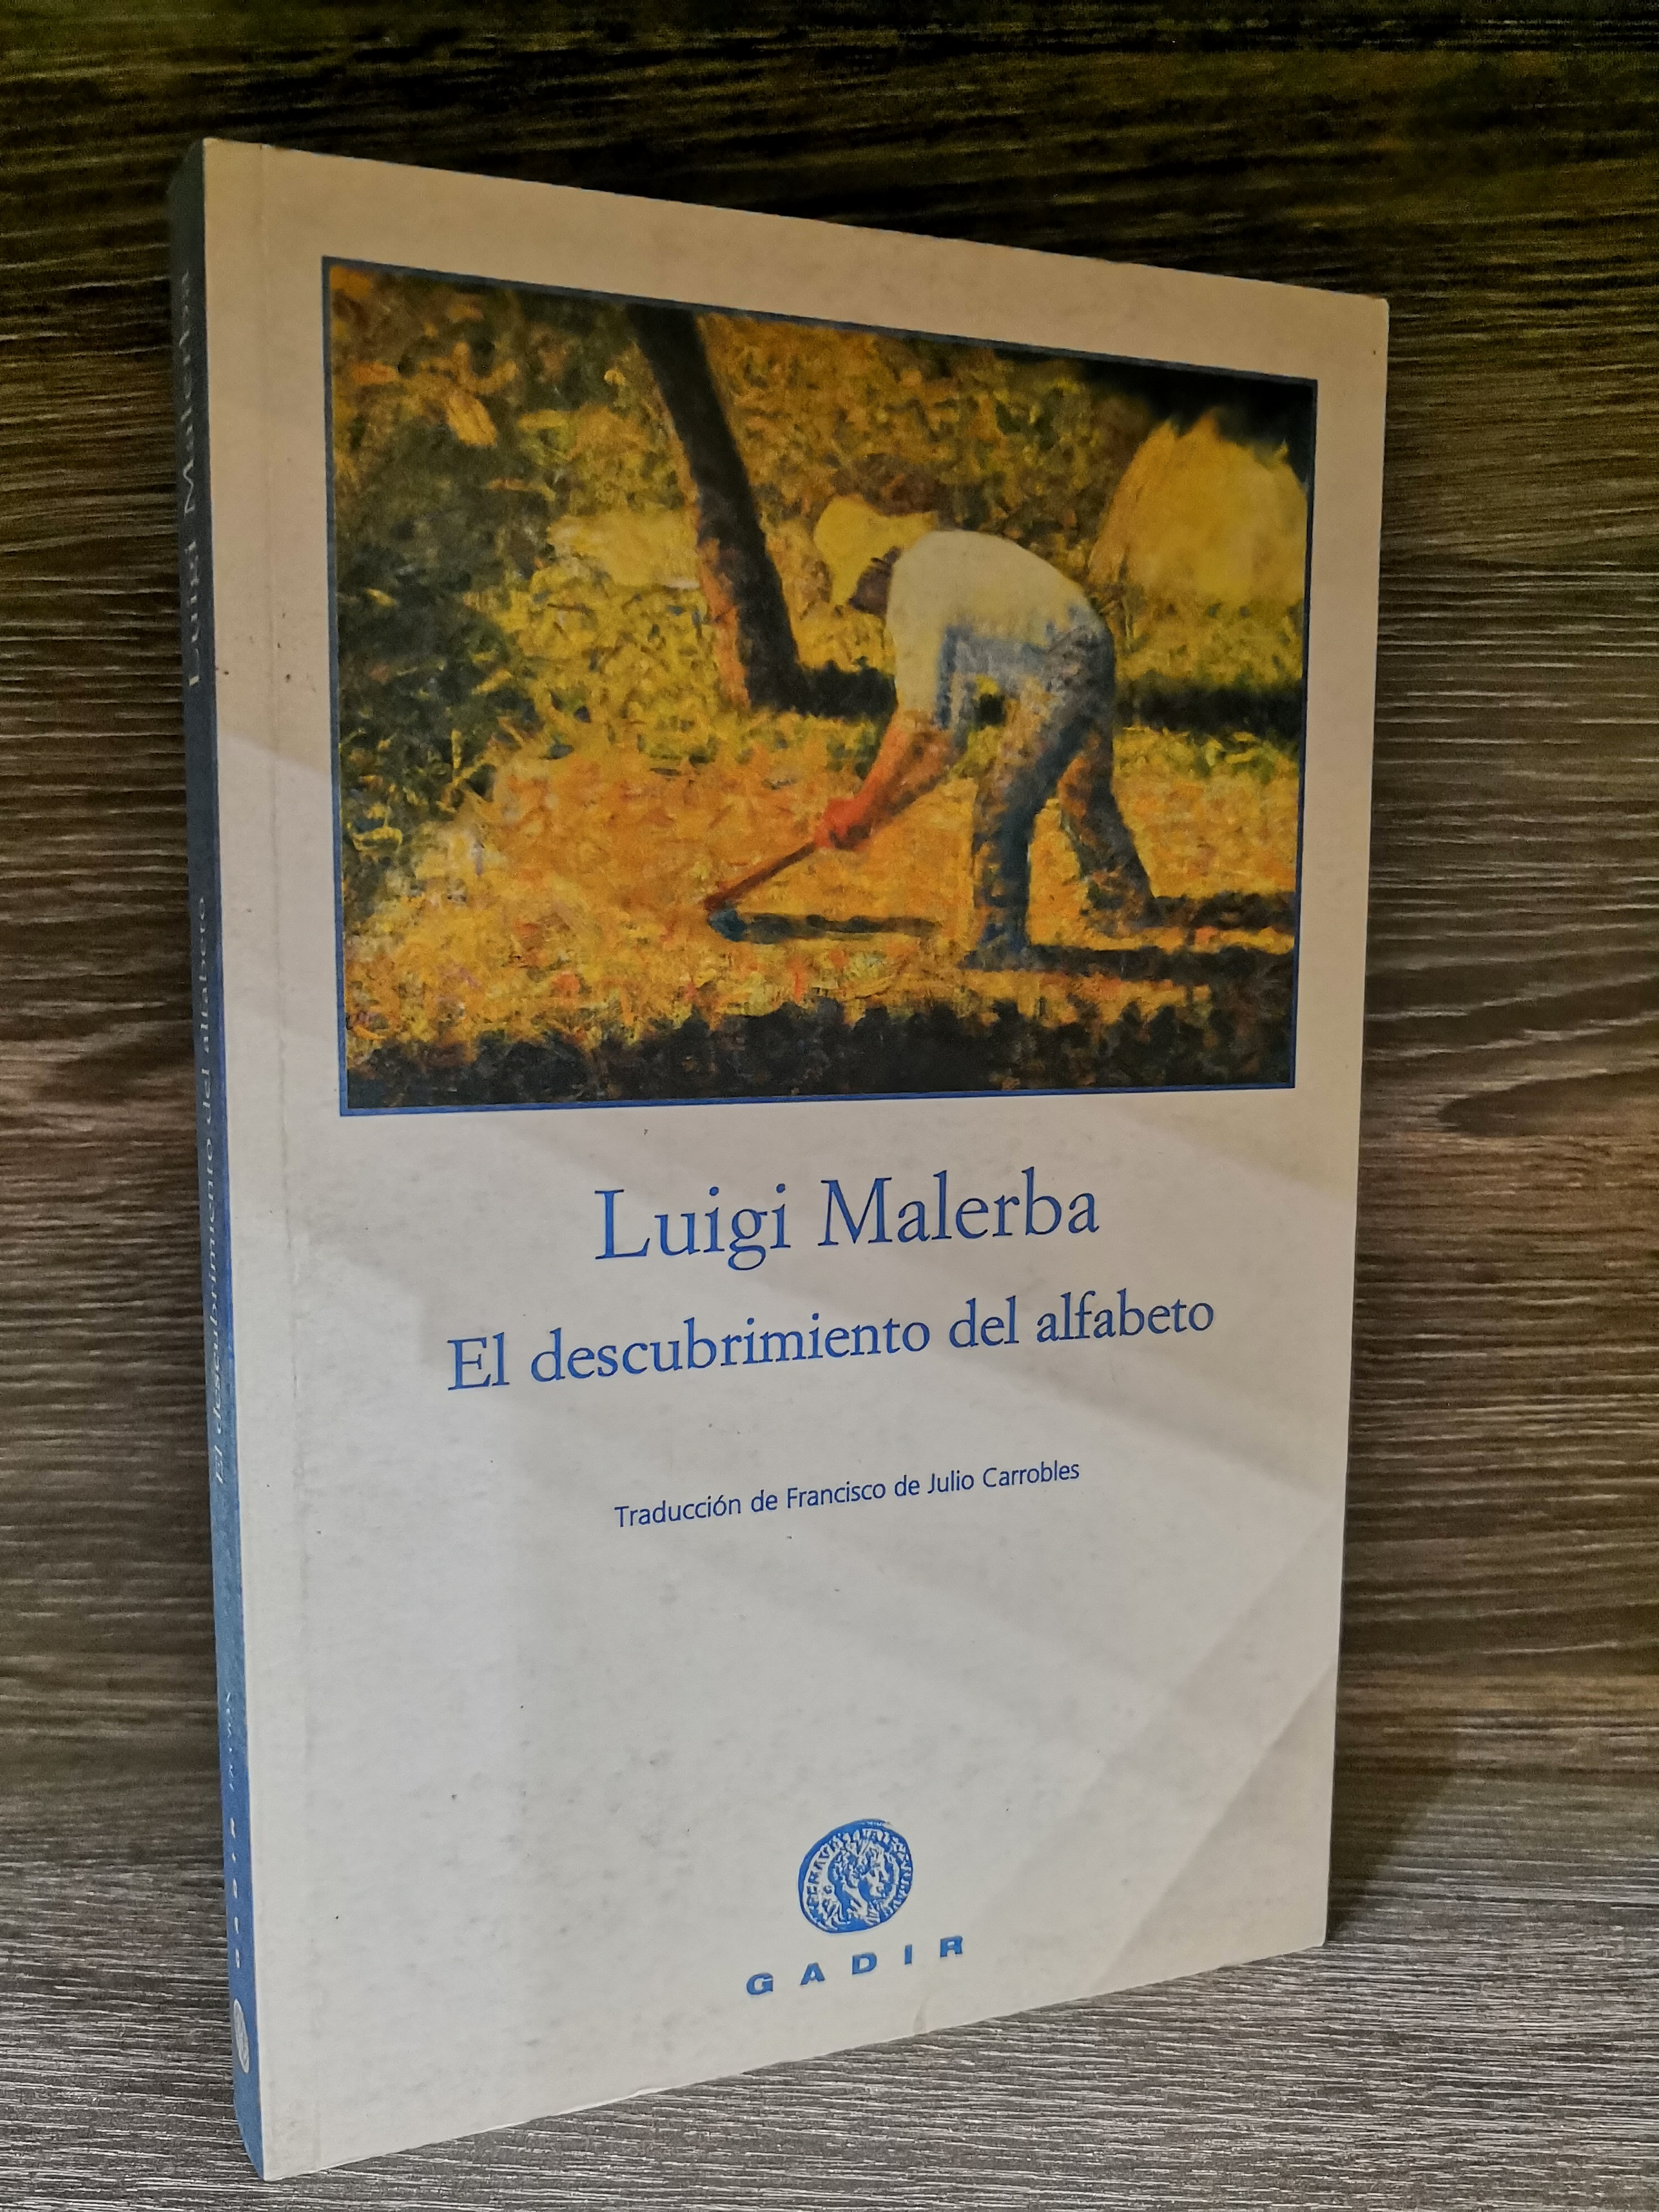 Luigi Malerba
El descubrimiento del alfabeto
Traducción de Francisco de Julio Carrobles
GADIR
Luigi Malerba
El descubrimiento del alfabeto
GADIR